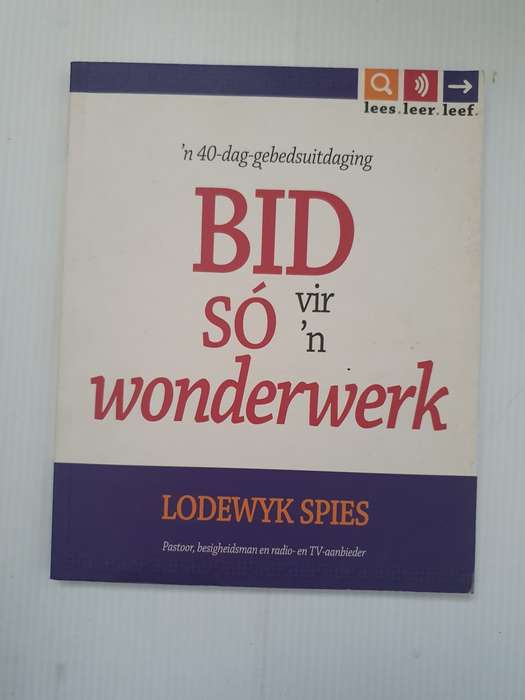 lees.leer.leef.
'n 40-dag-gebedsuitdaging
BID
só vir 'n
wonderwerk
LODEWYK SPIES
Pastoor, besigheidsman en radio- en TV-aanbieder